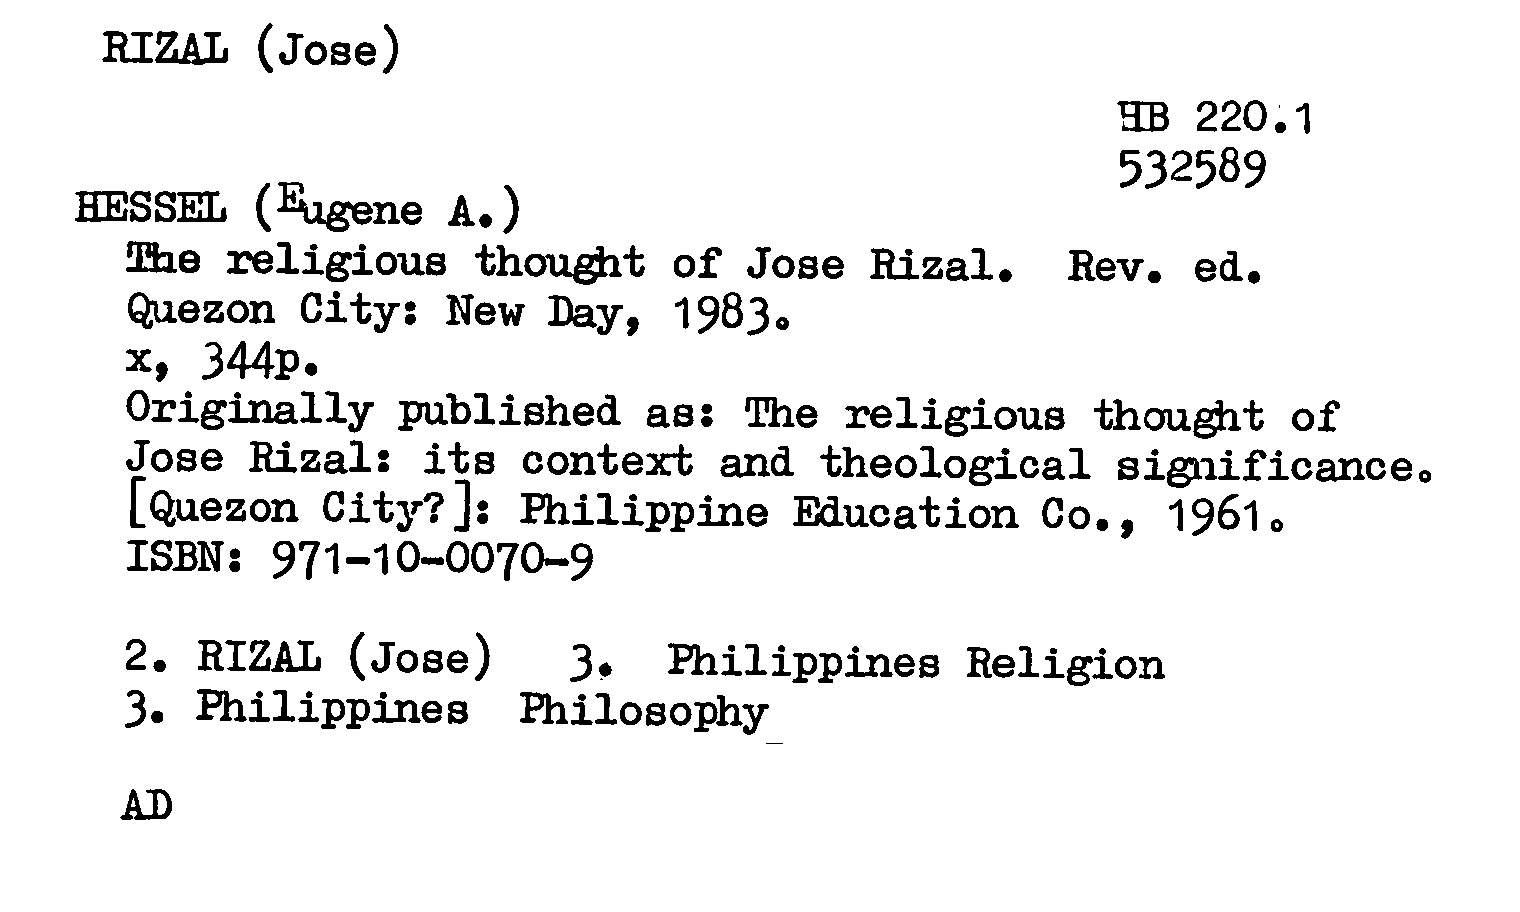 RIZAL (Jose)
HB 220.1
532589
HESSEL (Eugene A.)
The religious thought of Jose Rizal. Rev. ed.
Quezon City: New Day, 1983.
x, 344p.
Originally published as: The religious thought of
Jose Rizal: its context and theological significance.
[Quezon City?]: Philippine Education Co., 1961.
ISBN: 971-10-0070-9
2. RIZAL (Jose) 3. Philippines Religion
3. Philippines Philosophy
AD